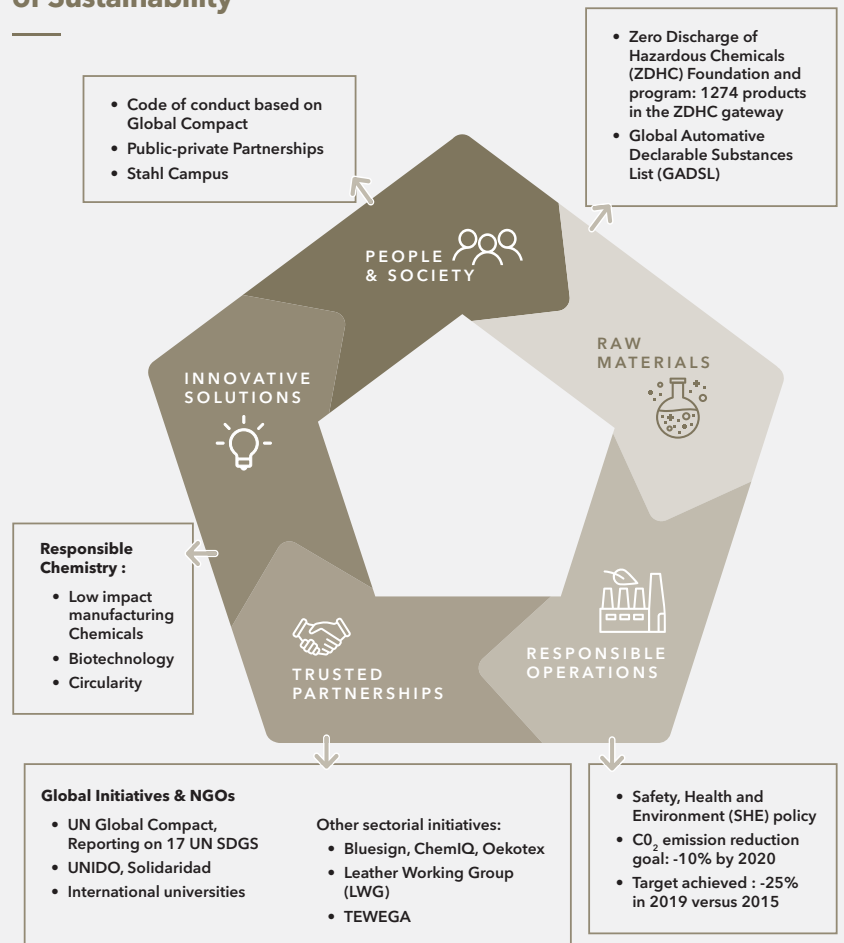 of Sustainability
• Code of conduct based on
Global Compact
• Public-private Partnerships
• Stahl Campus
• Zero Discharge of
Hazardous Chemicals
(ZDHC) Foundation and
program: 1274 products
in the ZDHC gateway
• Global Automative
Declarable Substances
List (GADSL)
PEOPLE
& SOCIETY
RAW
MATERIALS
INNOVATIVE
SOLUTIONS
Responsible
Chemistry :
• Low impact
manufacturing
Chemicals
• Biotechnology
• Circularity
TRUSTED
PARTNERSHIPS
RESPONSIBLE
OPERATIONS
Global Initiatives & NGOs
• UN Global Compact,
Reporting on 17 UN SDGS
• UNIDO, Solidaridad
• International universities
Other sectorial initiatives:
• Bluesign, ChemIQ, Oekotex
• Leather Working Group
(LWG)
• TEWEGA
• Safety, Health and
Environment (SHE) policy
• C0₂ emission reduction
goal: -10% by 2020
• Target achieved : -25%
in 2019 versus 2015